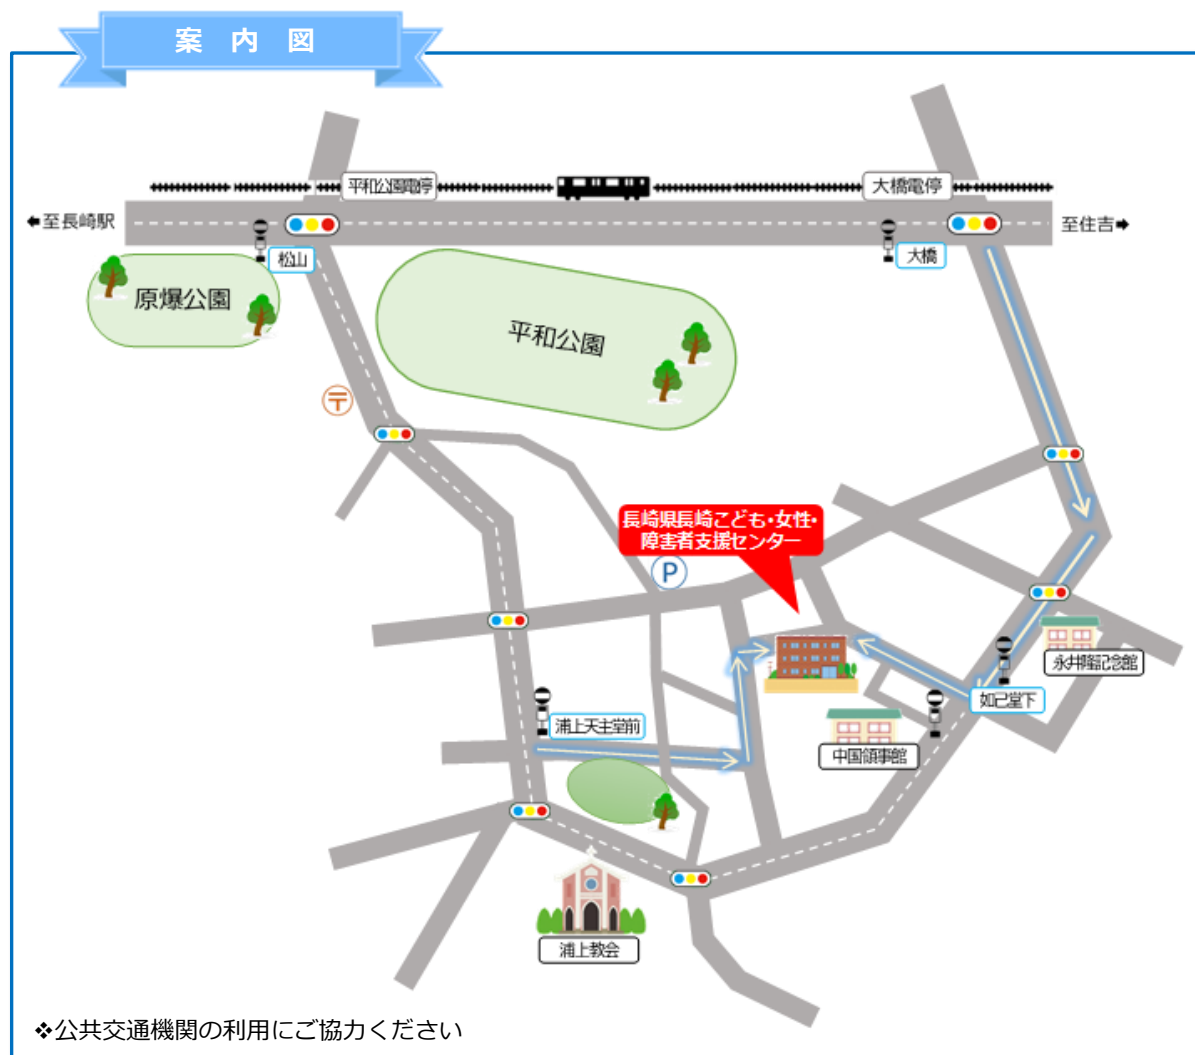 案 内 図
平和公園電停
大橋電停
←至長崎駅
至住吉→
松山
大橋
原爆公園
平和公園
〒
長崎県長崎こども・女性・
障害者支援センター
P
永井隆記念館
如己堂下
浦上天主堂前
中国領事館
浦上教会
❖公共交通機関の利用にご協力ください